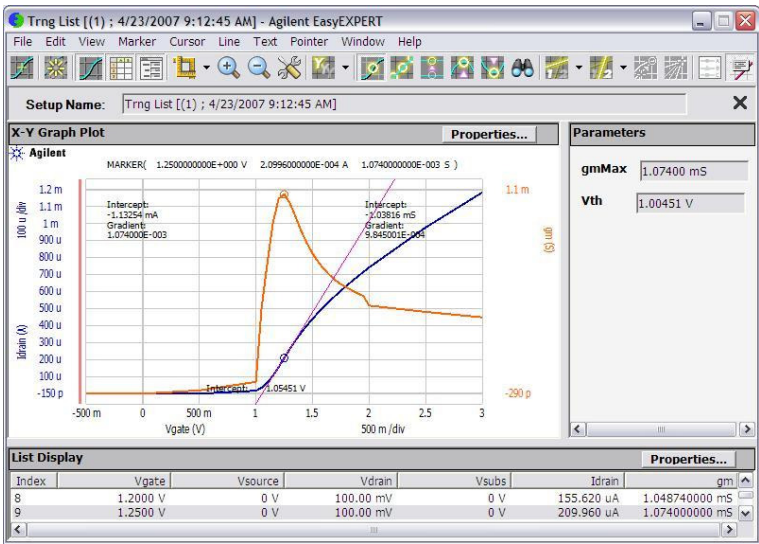 Trng List [(1) ; 4/23/2007 9:12:45 AM] - Agilent EasyEXPERT
File Edit View Marker Cursor Line Text Pointer Window Help
Setup Name: Trng List [(1) ; 4/23/2007 9:12:45 AM]
X-Y Graph Plot
Properties...
Parameters
Agilent
MARKER( 1.2500000000E+000 V 2.0996000000E-004 A 1.0740000000E-003 S )
gmMax 1.07400 mS
Vth 1.00451 V
100 u /div
1.2 m
1.1 m
1 m
900 u
800 u
700 u
600 u
500 u
400 u
300 u
200 u
100 u
-150 p
Idrain (A)
Intercept:
-1.13254 mA
Gradient:
1.074000E-003
Intercept:
-1.03816 mS
Gradient:
9.845001E-004
Intercept: 1.05451 V
1.1 m
gm (S)
-290 p
-500 m 0 500 m 1 1.5 2 2.5 3
Vgate (V)
500 m /div
List Display
Properties...
Index Vgate Vsource Vdrain Vsubs Idrain gm
8 1.2000 V 0 V 100.00 mV 0 V 155.620 uA 1.048740000 mS
9 1.2500 V 0 V 100.00 mV 0 V 209.960 uA 1.074000000 mS